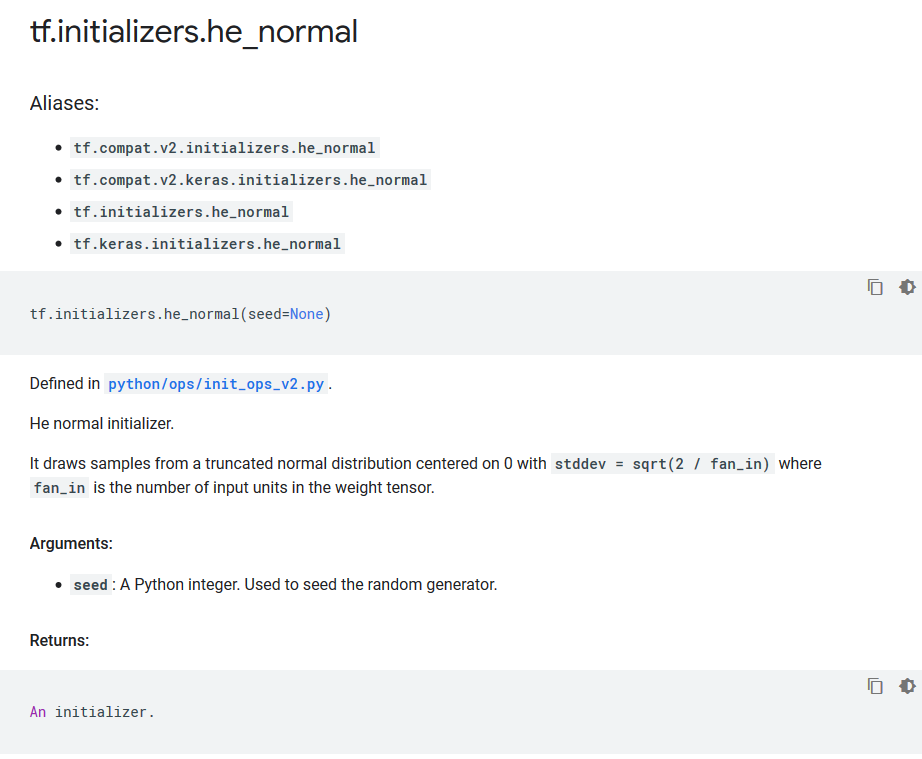 tf.initializers.he_normal
Aliases:
tf.compat.v2.initializers.he_normal
tf.compat.v2.keras.initializers.he_normal
tf.initializers.he_normal
tf.keras.initializers.he_normal
tf.initializers.he_normal(seed=None)
Defined in python/ops/init_ops_v2.py.
He normal initializer.
It draws samples from a truncated normal distribution centered on 0 with stddev = sqrt(2 / fan_in) where
fan_in is the number of input units in the weight tensor.
Arguments:
seed: A Python integer. Used to seed the random generator.
Returns:
An initializer.